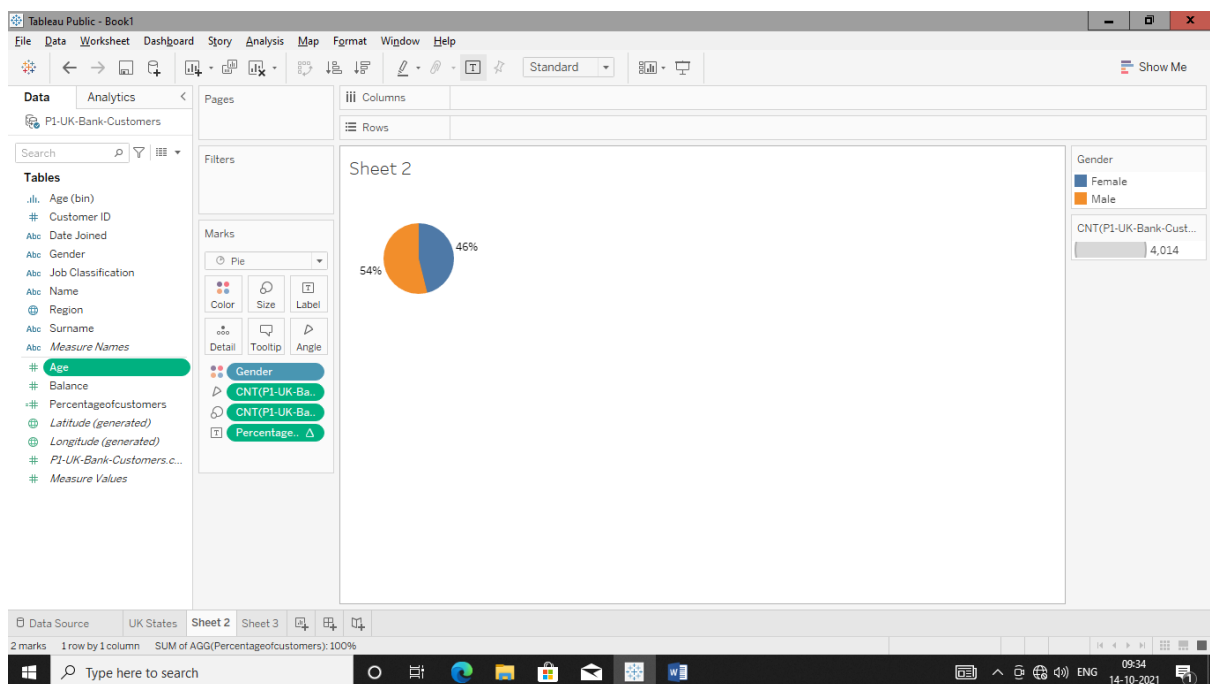 Tableau Public - Book1
File Data Worksheet Dashboard Story Analysis Map Format Window Help
Standard
Show Me
Data Analytics
P1-UK-Bank-Customers
Search
Tables
Age (bin)
# Customer ID
Abc Date Joined
Abc Gender
Abc Job Classification
Abc Name
Region
Abc Surname
Abc Measure Names
# Age
# Balance
# Percentageofcustomers
Latitude (generated)
Longitude (generated)
# P1-UK-Bank-Customers.c...
# Measure Values
Pages
Filters
Marks
Pie
Color Size Label
Detail Tooltip Angle
Gender
CNT(P1-UK-Ba..
CNT(P1-UK-Ba..
Percentage.. Δ
iii Columns
Rows
Sheet 2
46%
54%
Gender
Female
Male
CNT(P1-UK-Bank-Cust...
4,014
Data Source UK States Sheet 2 Sheet 3
2 marks 1 row by 1 column SUM of AGG(Percentageofcustomers): 100%
Type here to search
ENG
09:34
14-10-2021